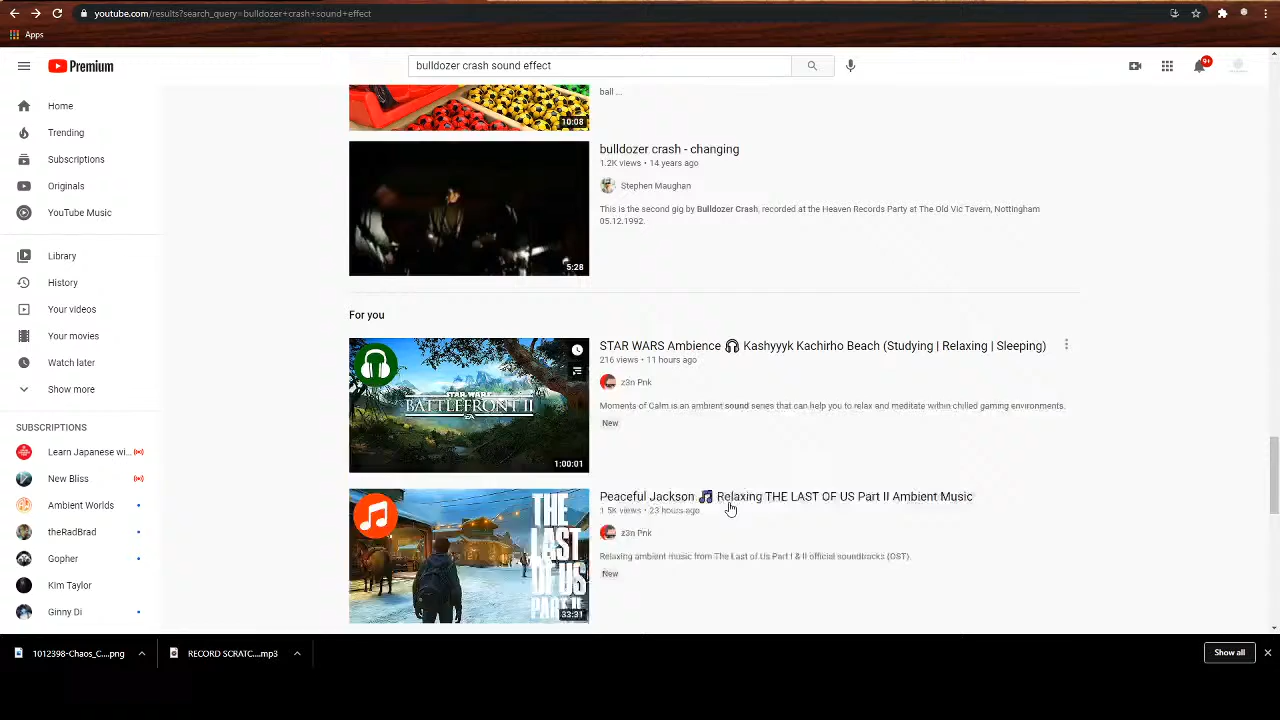 youtube.com/results?search_query=bulldozer+crash+sound+effect
Apps
Premium
bulldozer crash sound effect
9+
Home
Trending
Subscriptions
Originals
YouTube Music
Library
History
Your videos
Your movies
Watch later
Show more
SUBSCRIPTIONS
Learn Japanese wi...
New Bliss
Ambient Worlds
theRadBrad
Gopher
Kim Taylor
Ginny Di
ball ...
10:08
bulldozer crash - changing
1.2K views • 14 years ago
Stephen Maughan
This is the second gig by Bulldozer Crash, recorded at the Heaven Records Party at The Old Vic Tavern, Nottingham
05.12.1992.
5:28
For you
STAR WARS Ambience 🎧 Kashyyyk Kachirho Beach (Studying | Relaxing | Sleeping)
216 views • 11 hours ago
z3n Pnk
Moments of Calm is an ambient sound series that can help you to relax and meditate within chilled gaming environments.
New
STAR WARS
BATTLEFRONT II
EA
1:00:01
Peaceful Jackson 🎵 Relaxing THE LAST OF US Part II Ambient Music
1.5K views • 23 hours ago
z3n Pnk
Relaxing ambient music from The Last of Us Part I & II official soundtracks (OST).
New
THE
LAST
OF US
PART II
33:31
1012398-Chaos_C....png
RECORD SCRATC....mp3
Show all